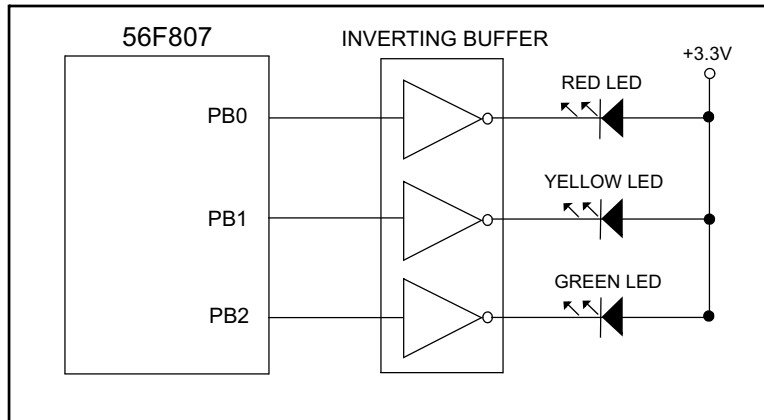 56F807
INVERTING BUFFER
+3.3V
RED LED
PB0
YELLOW LED
PB1
GREEN LED
PB2